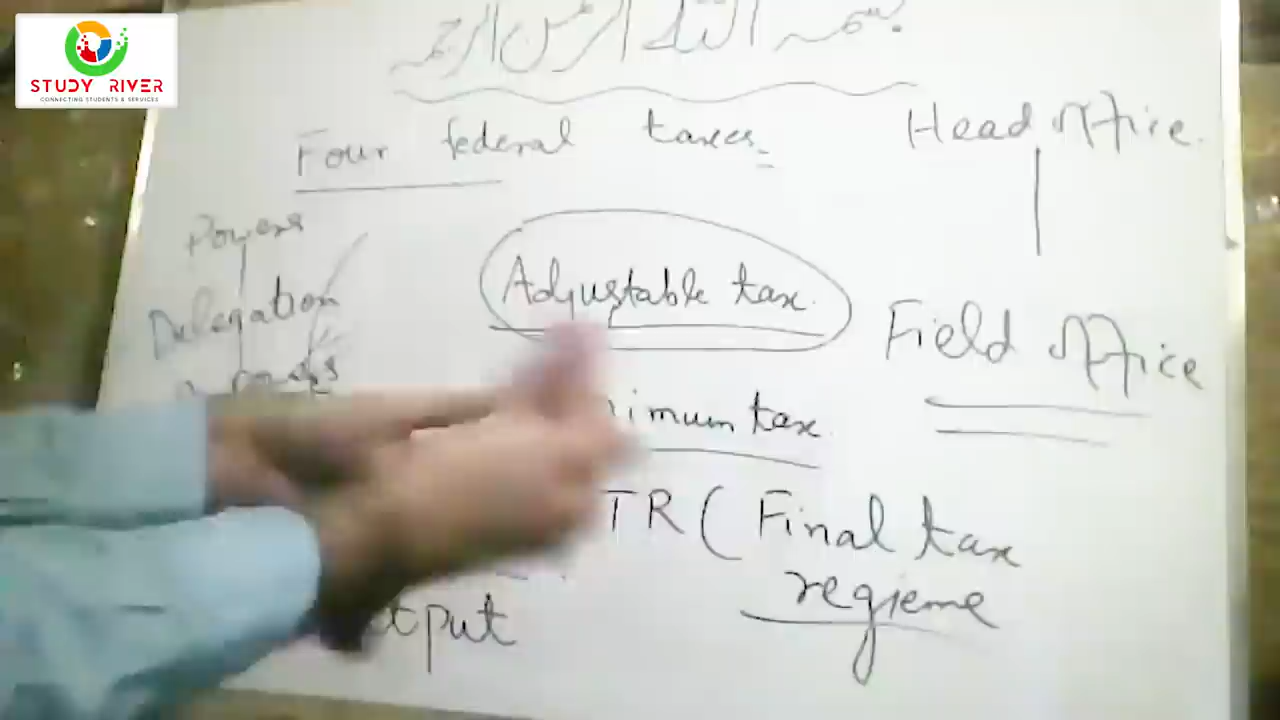 STUDY RIVER
CONNECTING STUDENTS & SERVICES
بسم اللہ الرحمن الرحیم
Four federal taxes
Head office
Powers
Delegation
Adjustable tax
Field office
nimum tax
TR (Final tax
regieme
tput